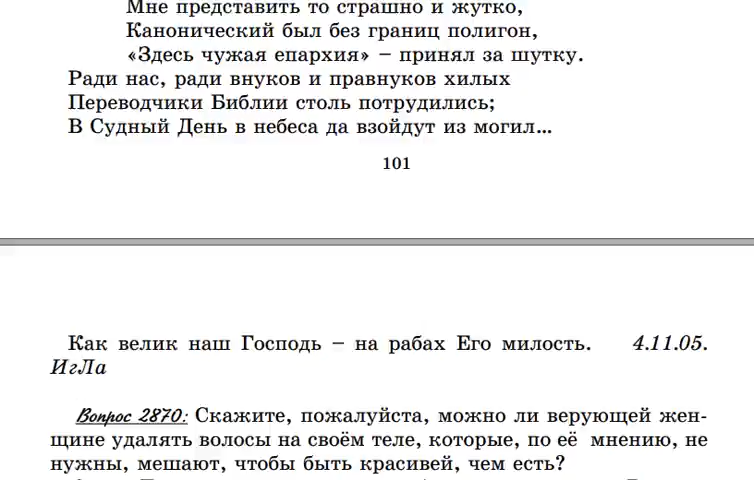 Мне представить то страшно и жутко,
Канонический был без границ полигон,
«Здесь чужая епархия» – принял за шутку.
Ради нас, ради внуков и правнуков хилых
Переводчики Библии столь потрудились;
В Судный День в небеса да взойдут из могил...
101
Как велик наш Господь – на рабах Его милость. 4.11.05.
ИгЛа
Вопрос 2870: Скажите, пожалуйста, можно ли верующей жен-
щине удалять волосы на своём теле, которые, по её мнению, не
нужны, мешают, чтобы быть красивей, чем есть?